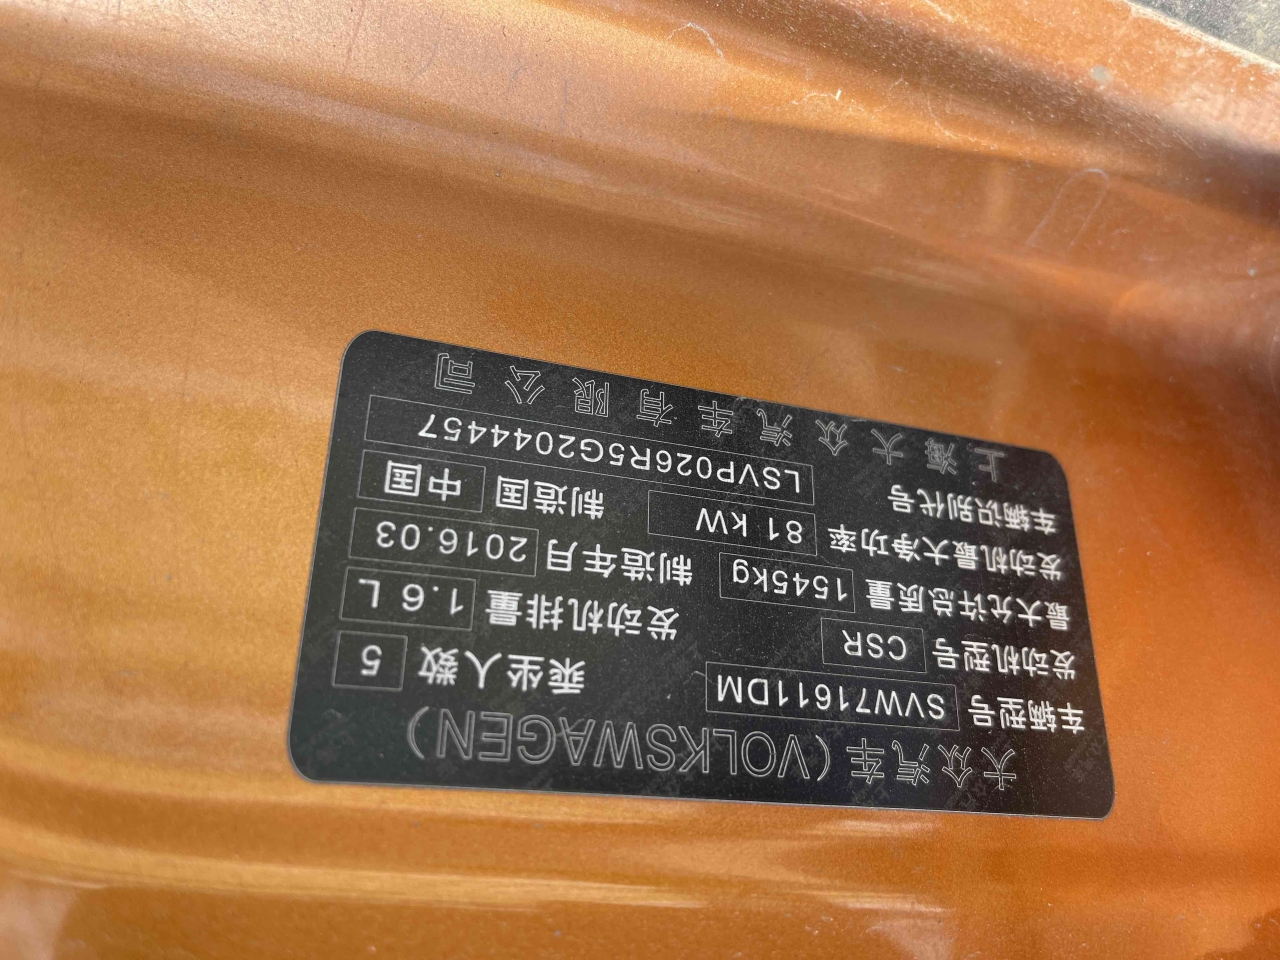 大众汽车(VOLKSWAGEN)
车辆型号 SVW71611DM 乘坐人数 5
发动机型号 CSR 发动机排量 1.6 L
最大允许总质量 1545kg 制造年月 2016.03
发动机最大净功率 81 kW 制造国 中国
车辆识别代号 LSVP026R5G2044457
上海大众汽车有限公司